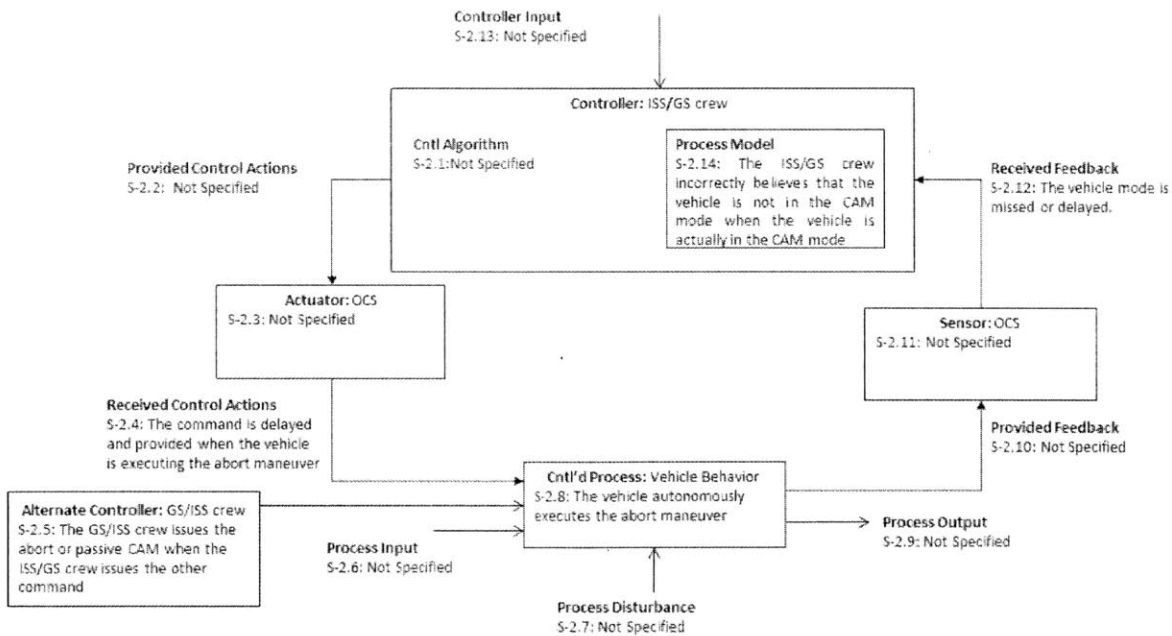 Controller Input
S-2.13: Not Specified
Controller: ISS/GS crew
Cntl Algorithm
S-2.1:Not Specified
Process Model
S-2.14: The ISS/GS crew
incorrectly believes that the
vehicle is not in the CAM
mode when the vehicle is
actually in the CAM mode
Provided Control Actions
S-2.2: Not Specified
Received Feedback
S-2.12: The vehicle mode is
missed or delayed.
Actuator: OCS
S-2.3: Not Specified
Sensor: OCS
S-2.11: Not Specified
Received Control Actions
S-2.4: The command is delayed
and provided when the vehicle
is executing the abort maneuver
Provided Feedback
S-2.10: Not Specified
Cntl'd Process: Vehicle Behavior
S-2.8: The vehicle autonomously
executes the abort maneuver
Alternate Controller: GS/ISS crew
S-2.5: The GS/ISS crew issues the
abort or passive CAM when the
ISS/GS crew issues the other
command
Process Input
S-2.6: Not Specified
Process Output
S-2.9: Not Specified
Process Disturbance
S-2.7: Not Specified